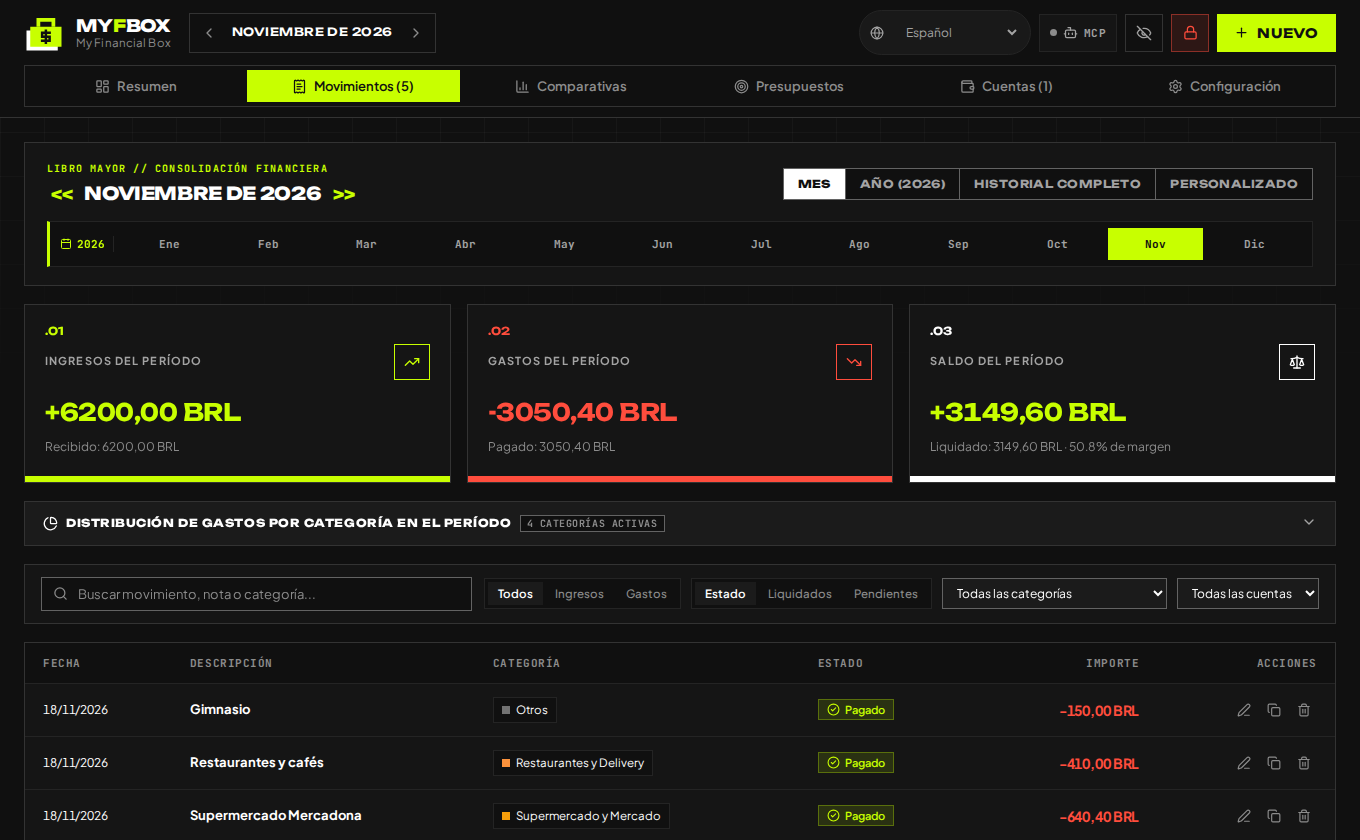 MYFBOX
MyFinancialBox
NOVIEMBRE DE 2026
Español
MCP
+ NUEVO
Resumen
Movimientos (5)
Comparativas
Presupuestos
Cuentas (1)
Configuración
LIBRO MAYOR // CONSOLIDACIÓN FINANCIERA
<< NOVIEMBRE DE 2026 >>
MES
AÑO (2026)
HISTORIAL COMPLETO
PERSONALIZADO
2026 Ene Feb Mar Abr May Jun Jul Ago Sep Oct Nov Dic
.01
INGRESOS DEL PERÍODO
+6200,00 BRL
Recibido: 6200,00 BRL
.02
GASTOS DEL PERÍODO
-3050,40 BRL
Pagado: 3050,40 BRL
.03
SALDO DEL PERÍODO
+3149,60 BRL
Liquidado: 3149,60 BRL · 50.8% de margen
DISTRIBUCIÓN DE GASTOS POR CATEGORÍA EN EL PERÍODO 4 CATEGORÍAS ACTIVAS
Buscar movimiento, nota o categoría...
Todos Ingresos Gastos
Estado Liquidados Pendientes
Todas las categorías
Todas las cuentas
FECHA DESCRIPCIÓN CATEGORÍA ESTADO IMPORTE ACCIONES
18/11/2026 Gimnasio Otros Pagado -150,00 BRL
18/11/2026 Restaurantes y cafés Restaurantes y Delivery Pagado -410,00 BRL
18/11/2026 Supermercado Mercadona Supermercado y Mercado Pagado -640,40 BRL